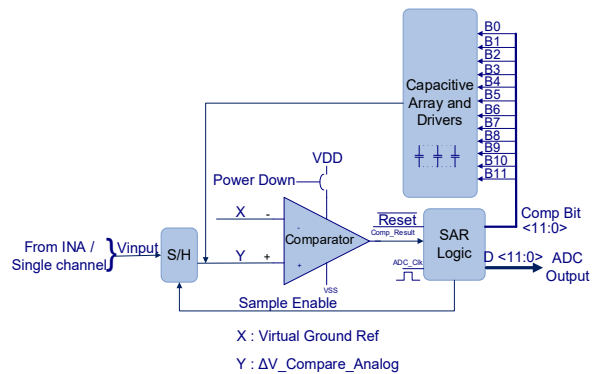 B0
B1
B2
B3
B4
B5
B6
B7
B8
B9
B10
B11
Capacitive
Array and
Drivers
VDD
Power Down
X
-
-
Comparator
Y
+
+
VSS
Reset
Comp_Result
ADC_Clk
SAR
Logic
Comp Bit
<11:0>
D <11:0>
ADC
Output
From INA /
Single channel
}
Vinput
S/H
Sample Enable
X : Virtual Ground Ref
Y : ΔV_Compare_Analog